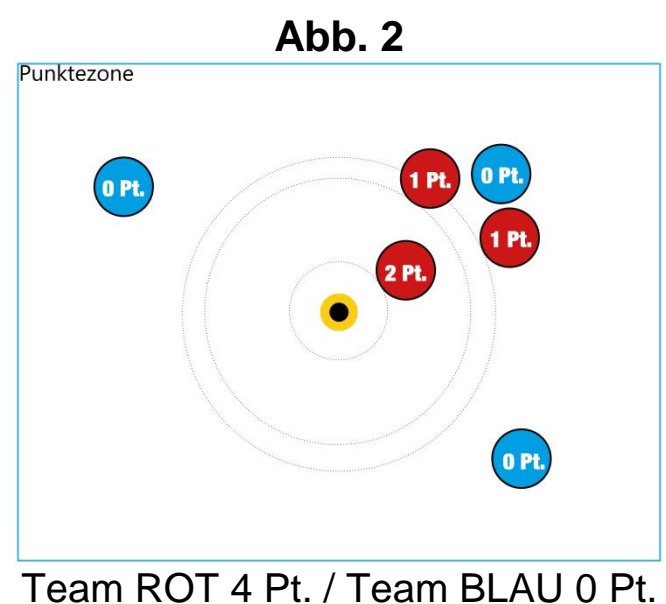 Abb. 2
Punktezone
1 Pt.
0 Pt.
0 Pt.
1 Pt.
2 Pt.
0 Pt.
Team ROT 4 Pt. / Team BLAU 0 Pt.